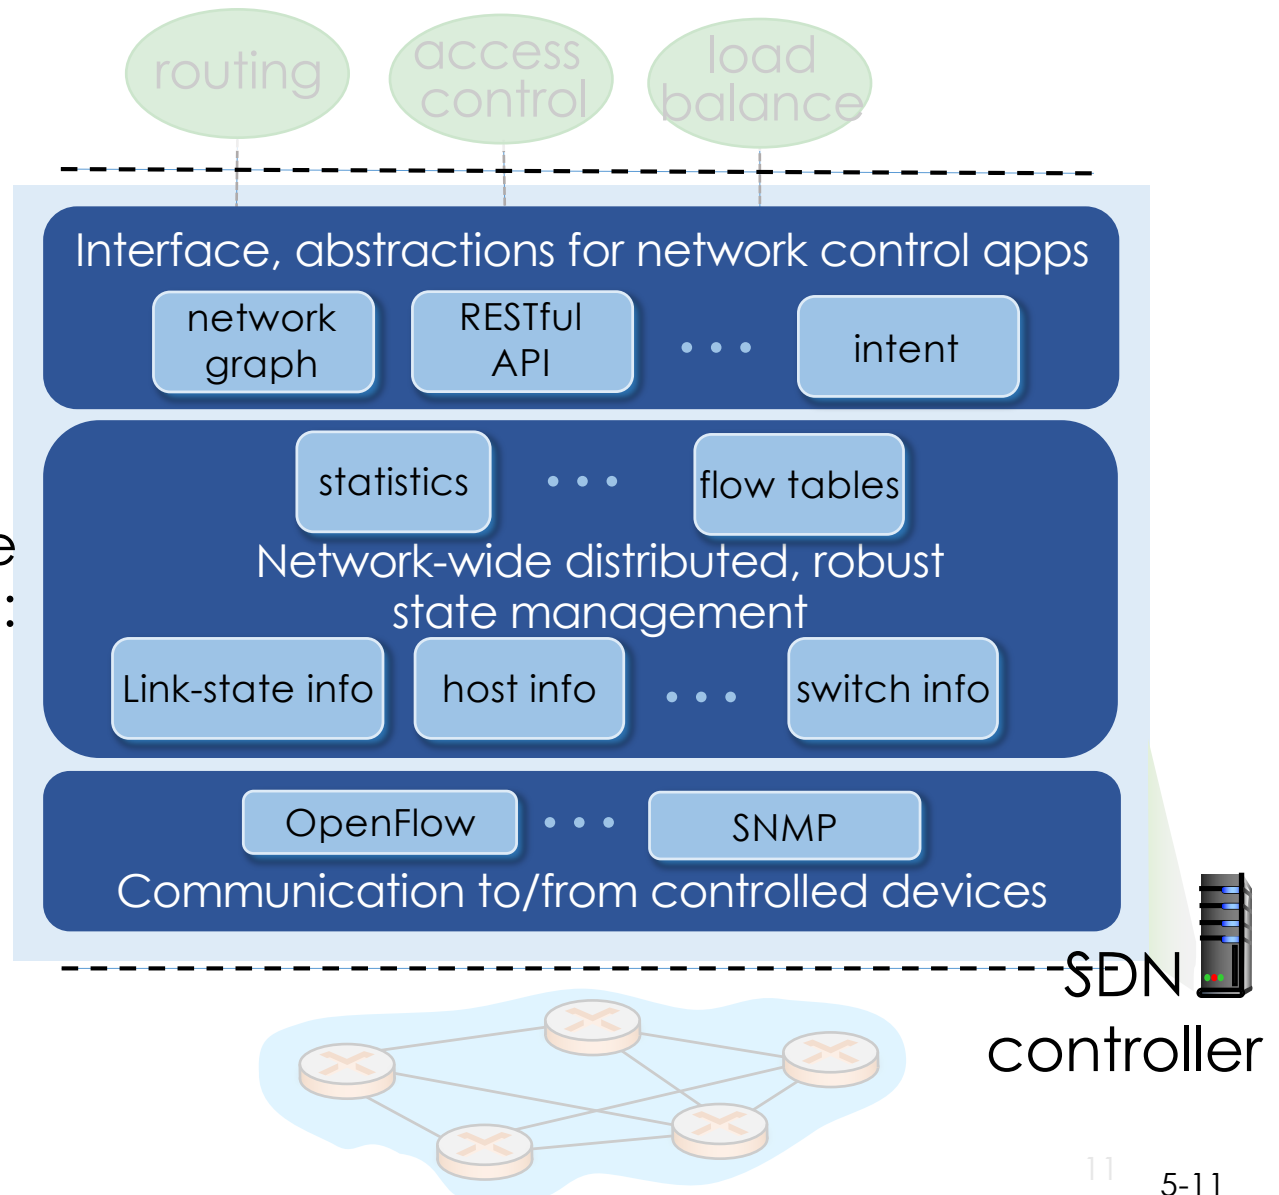 routing
access
control
load
balance
Interface, abstractions for network control apps
network
graph
RESTful
API
intent
statistics
flow tables
e
:
Network-wide distributed, robust
state management
Link-state info
host info
switch info
OpenFlow
SNMP
Communication to/from controlled devices
SDN
controller
11
5-11